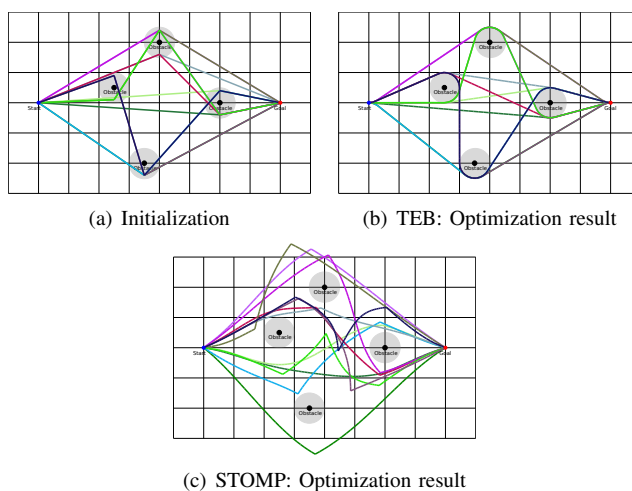 Obstacle
Obstacle
Obstacle
Start
Goal
Obstacle
(a) Initialization
Obstacle
Obstacle
Obstacle
Start
Goal
Obstacle
(b) TEB: Optimization result
Obstacle
Obstacle
Obstacle
Start
Goal
Obstacle
(c) STOMP: Optimization result